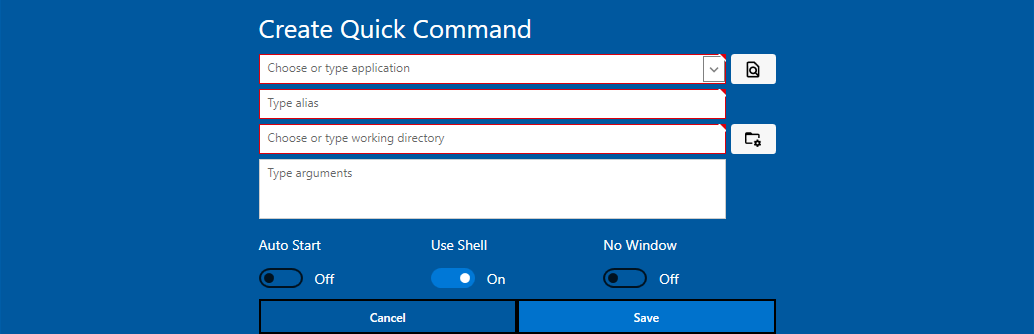 Create Quick Command
Choose or type application
Type alias
Choose or type working directory
Type arguments
Auto Start Use Shell No Window
Off On Off
Cancel Save